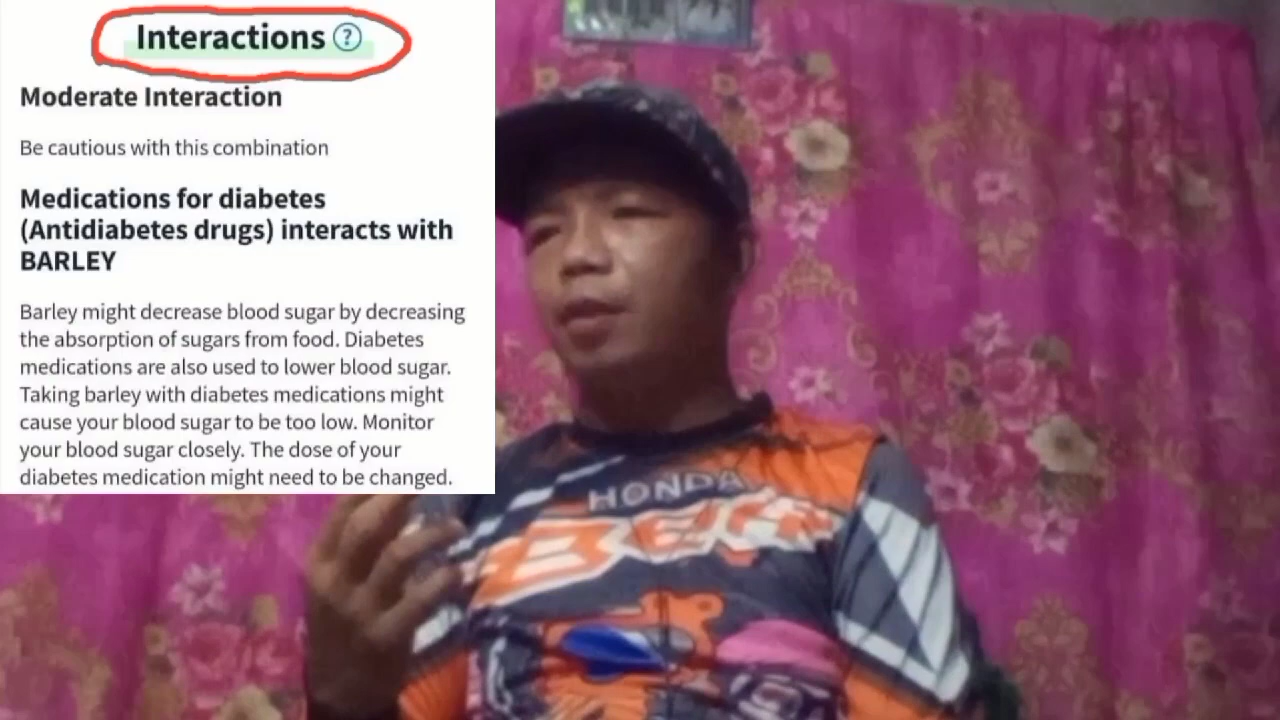 Interactions ?
Moderate Interaction
Be cautious with this combination
Medications for diabetes
(Antidiabetes drugs) interacts with
BARLEY
Barley might decrease blood sugar by decreasing
the absorption of sugars from food. Diabetes
medications are also used to lower blood sugar.
Taking barley with diabetes medications might
cause your blood sugar to be too low. Monitor
your blood sugar closely. The dose of your
diabetes medication might need to be changed.
HONDA